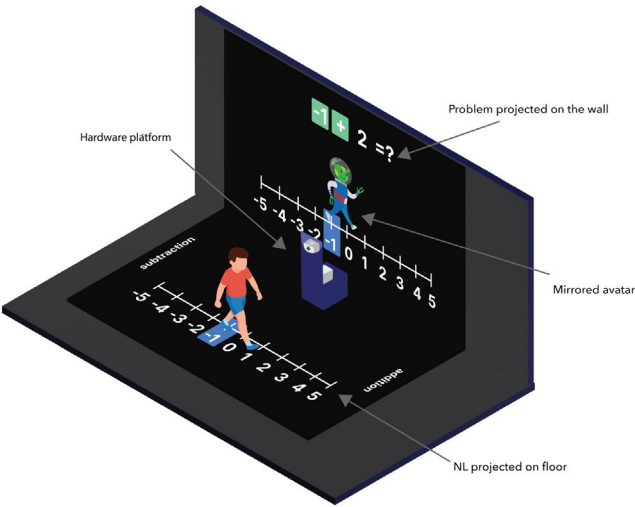 Problem projected on the wall
-1 + 2 =?
Hardware platform
-5 -4 -3 -2 -1 0 1 2 3 4 5
Mirrored avatar
subtraction
-5 -4 -3 -2 -1 0 1 2 3 4 5
addition
NL projected on floor